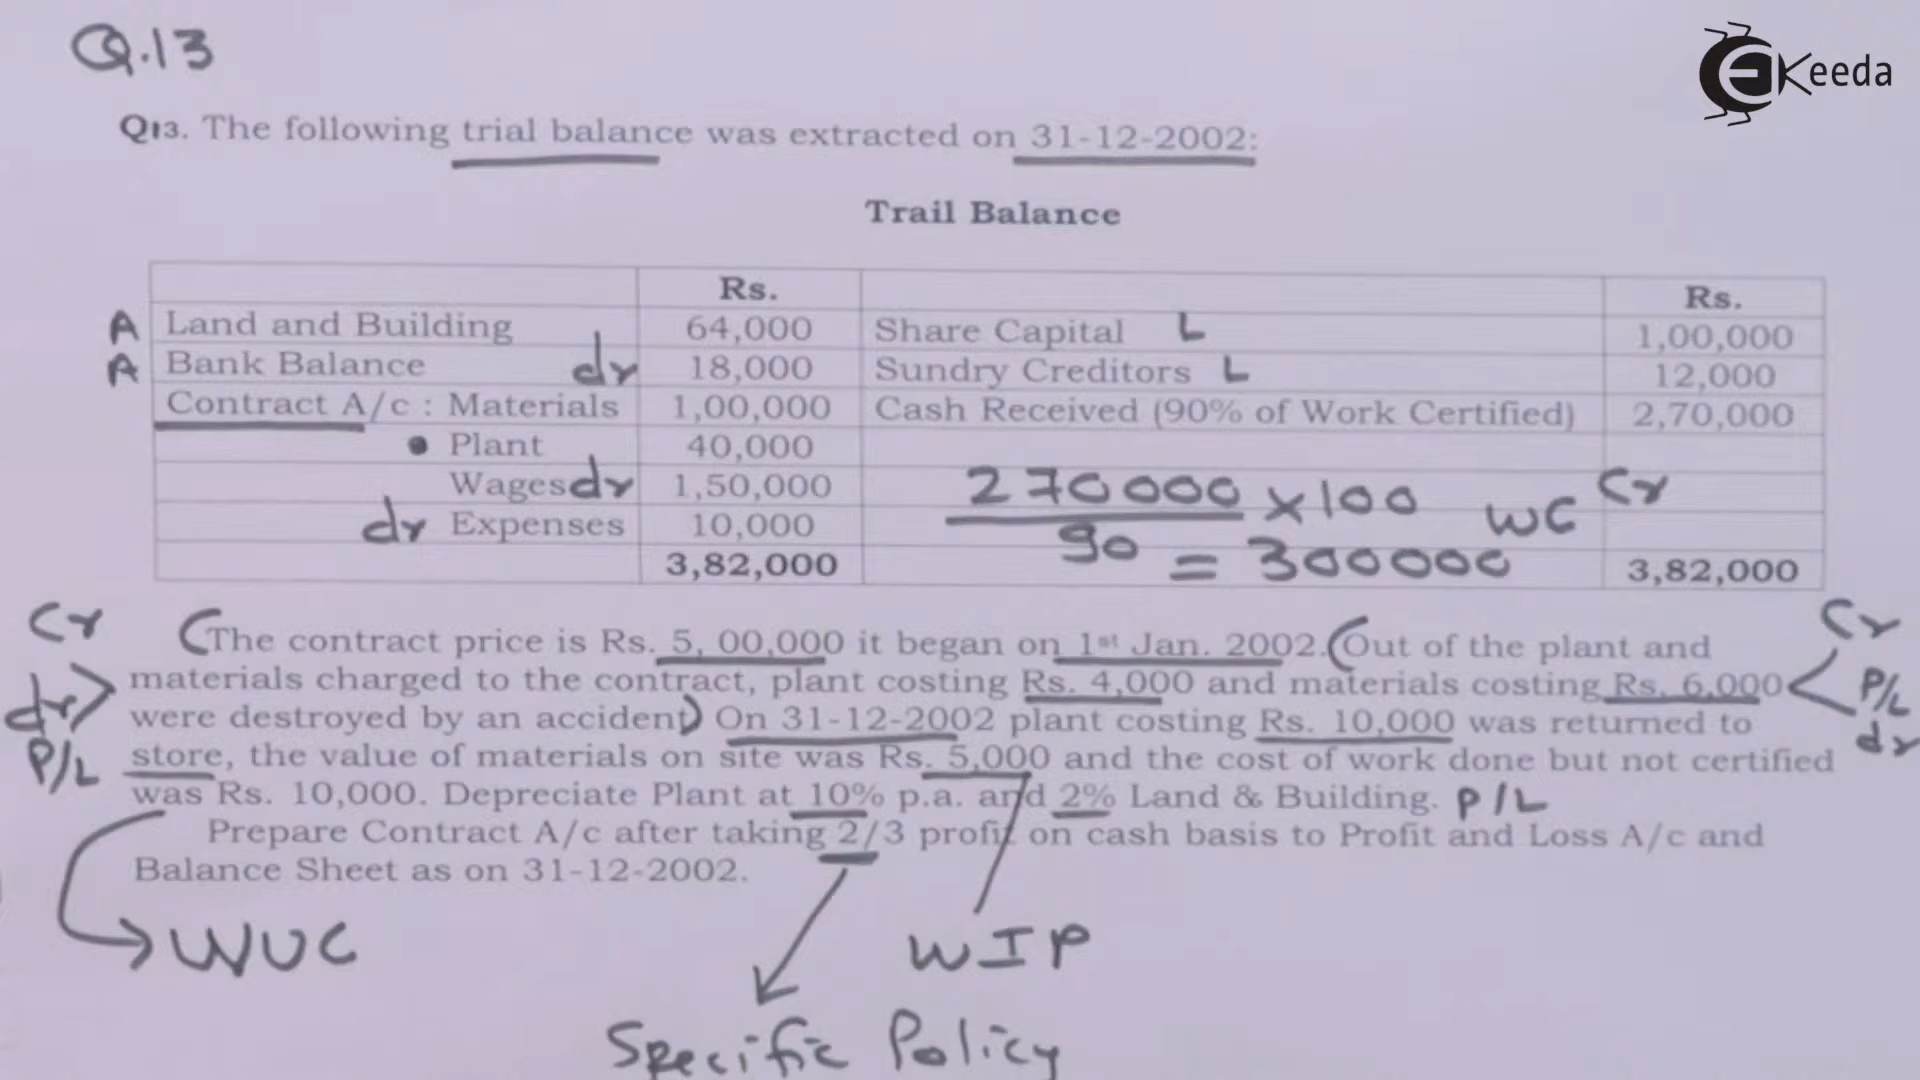 Q.13
Keeda
Q13. The following trial balance was extracted on 31-12-2002:
Trail Balance
Rs. Rs.
A Land and Building 64,000 Share Capital L 1,00,000
A Bank Balance dr 18,000 Sundry Creditors L 12,000
Contract A/c : Materials 1,00,000 Cash Received (90% of Work Certified) 2,70,000
Plant 40,000
Wages dr 1,50,000 270000 x 100 WC Cr
dr Expenses 10,000 90 = 300000
3,82,000 3,82,000
Cr (The contract price is Rs. 5, 00,000 it began on 1st Jan. 2002. (Out of the plant and Cr
dr materials charged to the contract, plant costing Rs. 4,000 and materials costing Rs. 6,000 P/L
were destroyed by an accident) On 31-12-2002 plant costing Rs. 10,000 was returned to dr
P/L store, the value of materials on site was Rs. 5,000 and the cost of work done but not certified
was Rs. 10,000. Depreciate Plant at 10% p.a. and 2% Land & Building. P/L
Prepare Contract A/c after taking 2/3 profit on cash basis to Profit and Loss A/c and
Balance Sheet as on 31-12-2002.
WUC WIP
Specific Policy